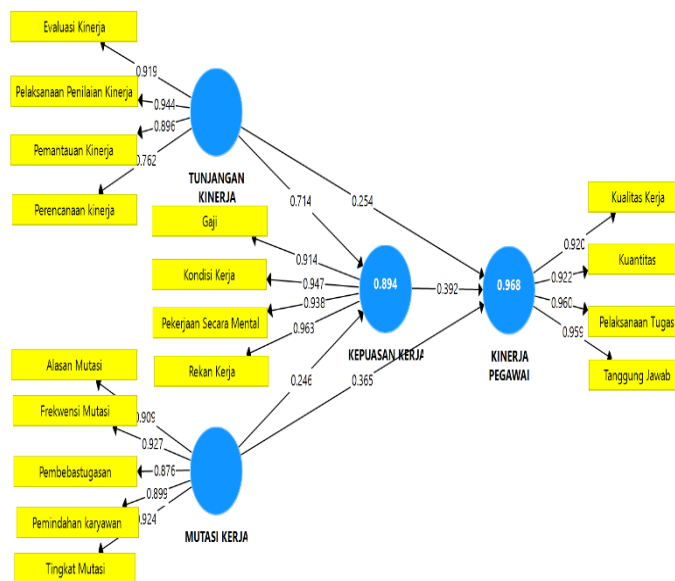 Evaluasi Kinerja
0.919
Pelaksanaan Penilaian Kinerja
0.944
0.896
Pemantauan Kinerja
0.762
Perencanaan kinerja
TUNJANGAN
KINERJA
0.714
0.254
Gaji
0.914
Kondisi Kerja
0.947
0.938
Pekerjaan Secara Mental
0.963
Rekan Kerja
0.894
KEPUASAN KERJA
0.392
0.968
KINERJA
PEGAWAI
Kualitas Kerja
0.920
Kuantitas
0.922
0.960
Pelaksanaan Tugas
0.959
Tanggung Jawab
0.246
0.365
Alasan Mutasi
0.909
Frekwensi Mutasi
0.927
Pembebastugasan
0.876
0.899
Pemindahan karyawan
0.924
Tingkat Mutasi
MUTASI KERJA